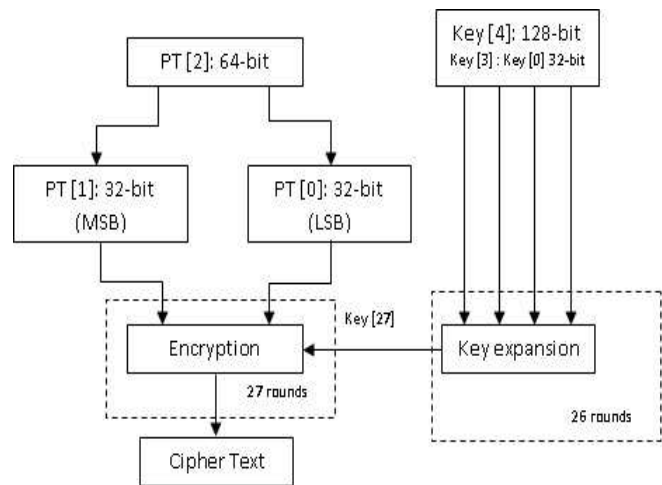 PT [2]: 64-bit
Key [4]: 128-bit
Key [3] : Key [0] 32-bit
PT [1]: 32-bit
(MSB)
PT [0]: 32-bit
(LSB)
Key [27]
Encryption
Key expansion
27 rounds
26 rounds
Cipher Text